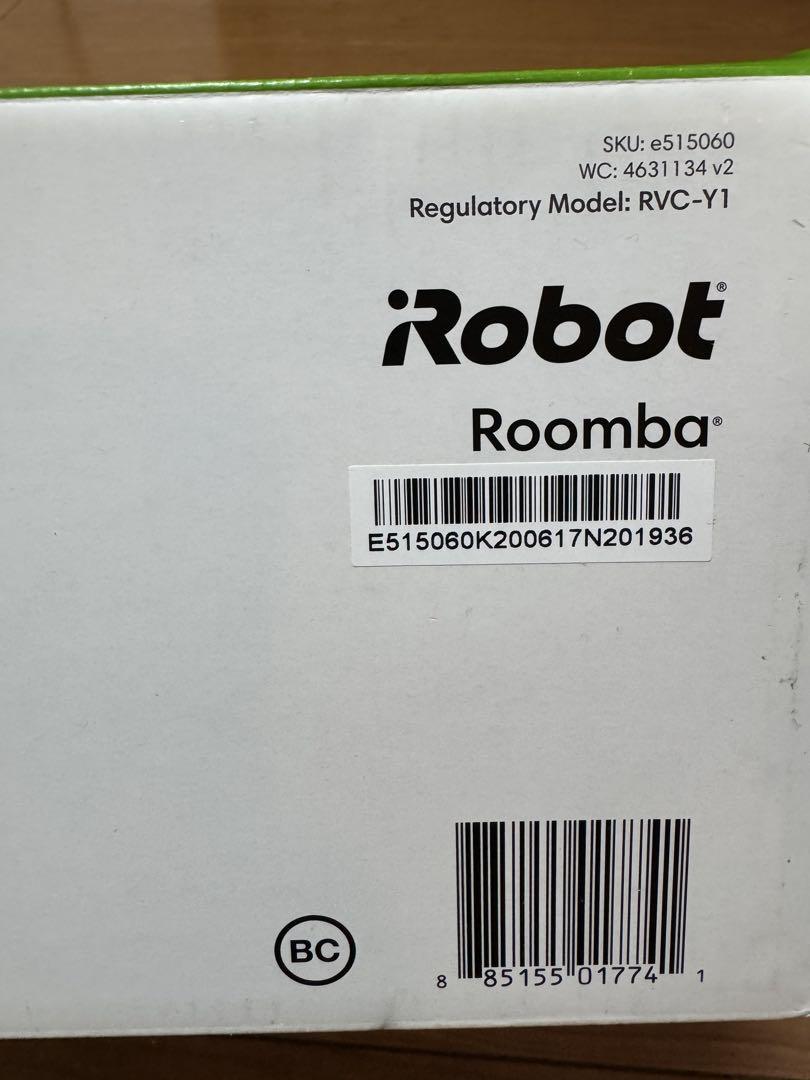 SKU: e515060
WC: 4631134 v2
Regulatory Model: RVC-Y1
iRobot®
Roomba®
E515060K200617N201936
BC
8 85155 01774 1